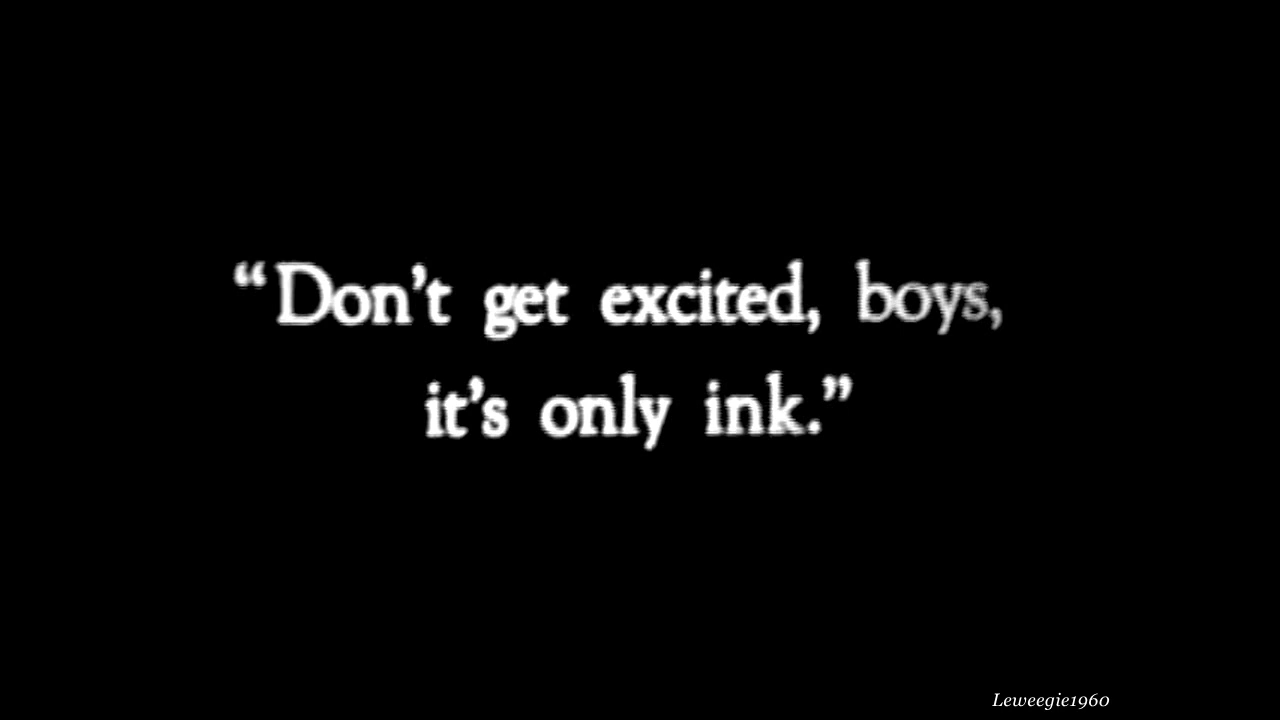 “Don’t get excited, boys,
it’s only ink.”
Leweegie1960